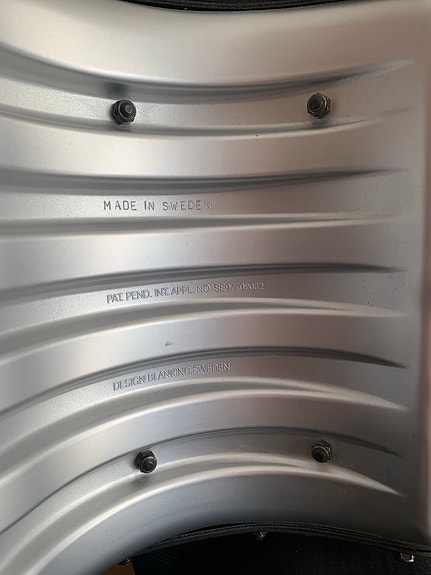 MADE IN SWEDEN
PAT. PEND. INT. APPL. NO. SE97/02032
DESIGN BLANKING SWEDEN